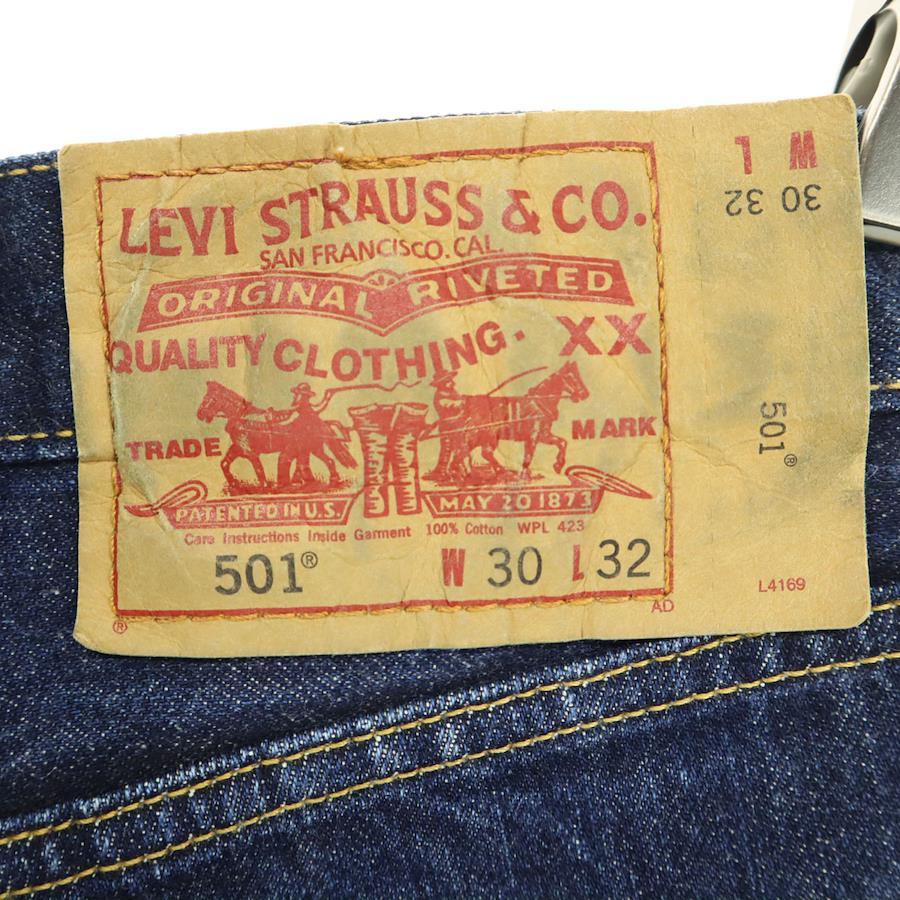 LEVI STRAUSS & CO.
SAN FRANCISCO. CAL.
ORIGINAL RIVETED
QUALITY CLOTHING. XX
TRADE MARK
PATENTED IN U.S. MAY 20 1873
Care Instructions Inside Garment 100% Cotton WPL 423
501® W 30 L 32
®
AD
W L
30 32
501®
L4169